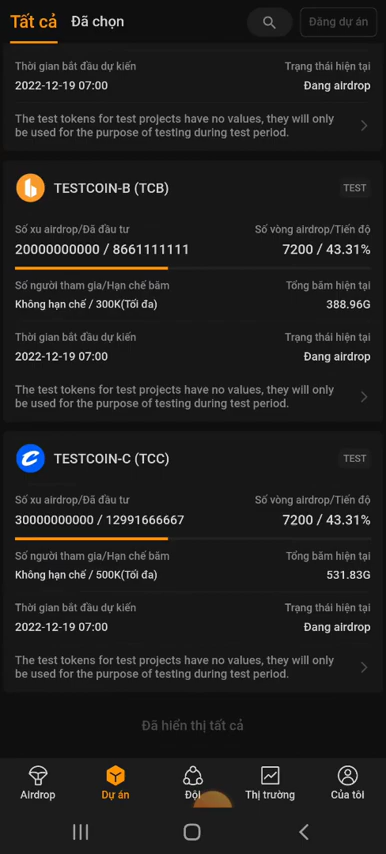 Tất cả Đã chọn Đăng dự án
Thời gian bắt đầu dự kiến Trạng thái hiện tại
2022-12-19 07:00 Đang airdrop
The test tokens for test projects have no values, they will only
be used for the purpose of testing during test period.
TESTCOIN-B (TCB) TEST
Số xu airdrop/Đã đầu tư Số vòng airdrop/Tiến độ
20000000000 / 8661111111 7200 / 43.31%
Số người tham gia/Hạn chế băm Tổng băm hiện tại
Không hạn chế / 300K(Tối đa) 388.96G
Thời gian bắt đầu dự kiến Trạng thái hiện tại
2022-12-19 07:00 Đang airdrop
The test tokens for test projects have no values, they will only
be used for the purpose of testing during test period.
TESTCOIN-C (TCC) TEST
Số xu airdrop/Đã đầu tư Số vòng airdrop/Tiến độ
30000000000 / 12991666667 7200 / 43.31%
Số người tham gia/Hạn chế băm Tổng băm hiện tại
Không hạn chế / 500K(Tối đa) 531.83G
Thời gian bắt đầu dự kiến Trạng thái hiện tại
2022-12-19 07:00 Đang airdrop
The test tokens for test projects have no values, they will only
be used for the purpose of testing during test period.
Đã hiển thị tất cả
Airdrop Dự án Đội Thị trường Của tôi